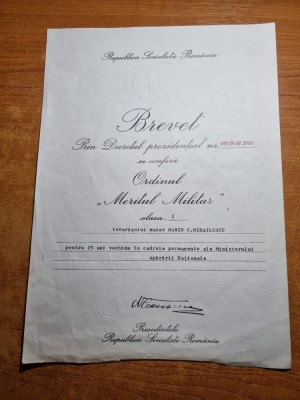 Republica Socialistă România
Brevet
Prin Decretul prezidențial nr.
se conferă
Ordinul
„Meritul Militar”
clasa I
tovarășului maior MARIN C.MIHAILESCU
pentru 25 ani vechime în cadrele permanente ale Ministerului
Apărării Naționale
Președintele
Republicii Socialiste România